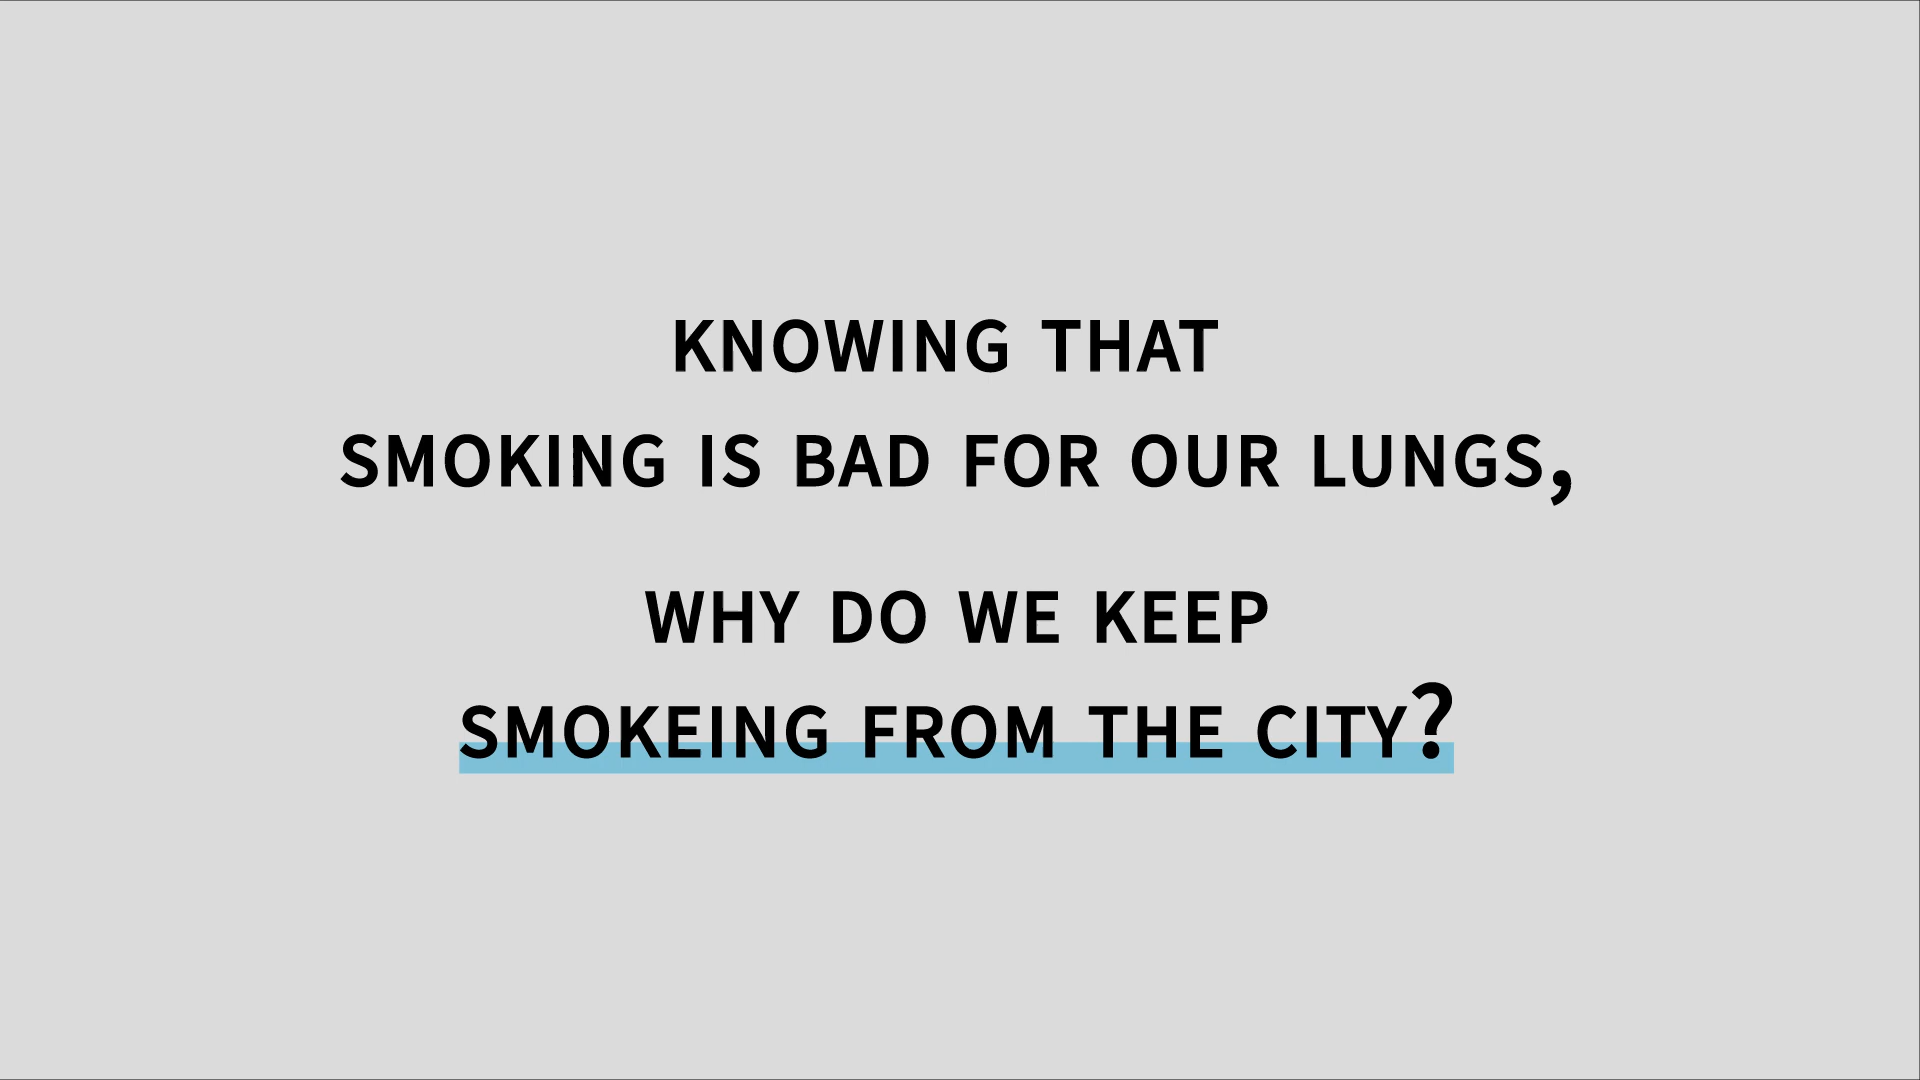 KNOWING THAT
SMOKING IS BAD FOR OUR LUNGS,
WHY DO WE KEEP
SMOKEING FROM THE CITY?